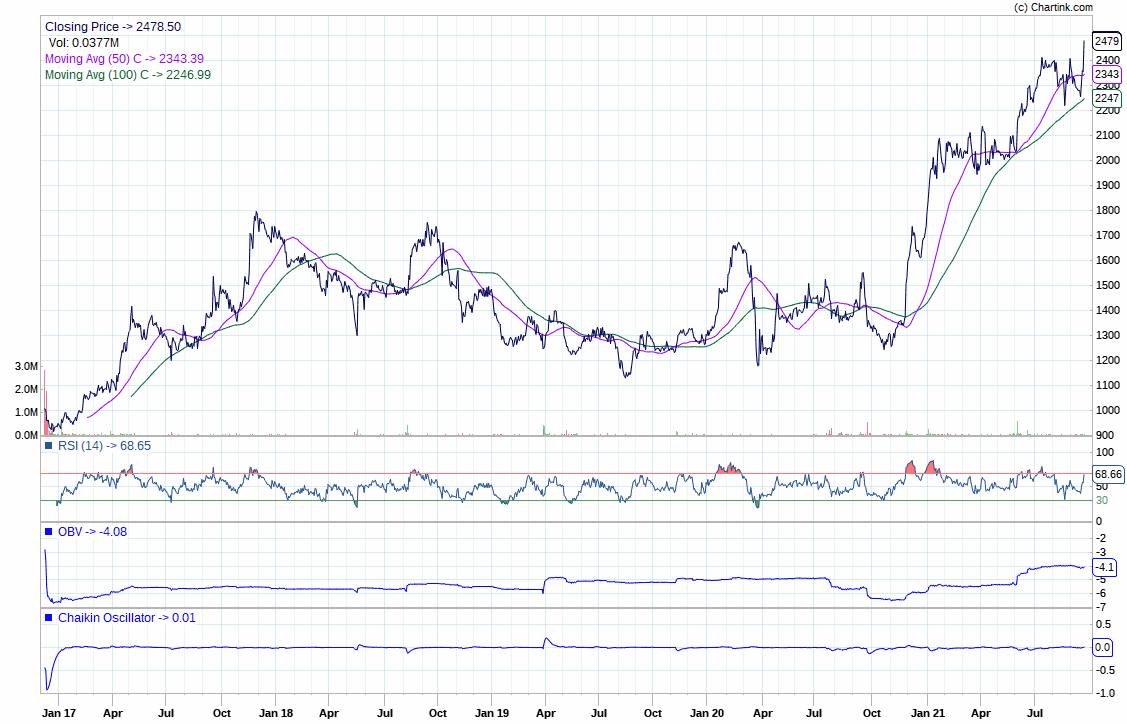 (c) Chartink.com
Closing Price -> 2478.50
Vol: 0.0377M
Moving Avg (50) C -> 2343.39
Moving Avg (100) C -> 2246.99
2479
2400
2343
2300
2247
2200
2100
2000
1900
1800
1700
1600
1500
1400
1300
1200
1100
1000
900
3.0M
2.0M
1.0M
0.0M
RSI (14) -> 68.65
100
68.66
50
30
0
OBV -> -4.08
-2
-3
-4.1
-5
-6
-7
Chaikin Oscillator -> 0.01
0.5
0.0
-0.5
-1.0
Jan 17 Apr Jul Oct Jan 18 Apr Jul Oct Jan 19 Apr Jul Oct Jan 20 Apr Jul Oct Jan 21 Apr Jul